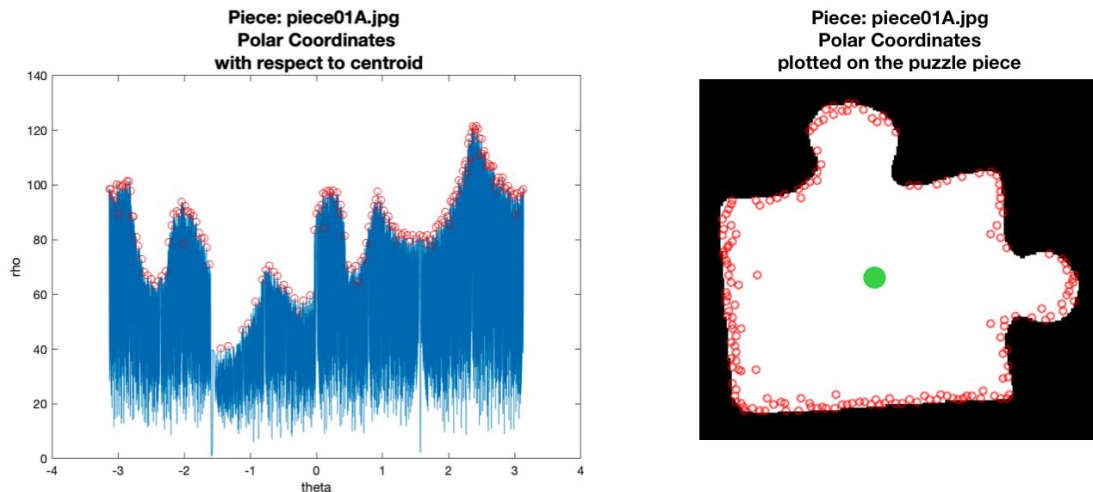 Piece: piece01A.jpg
Polar Coordinates
with respect to centroid
140
120
100
80
60
40
20
0
rho
-4
-3
-2
-1
0
1
2
3
4
theta
Piece: piece01A.jpg
Polar Coordinates
plotted on the puzzle piece